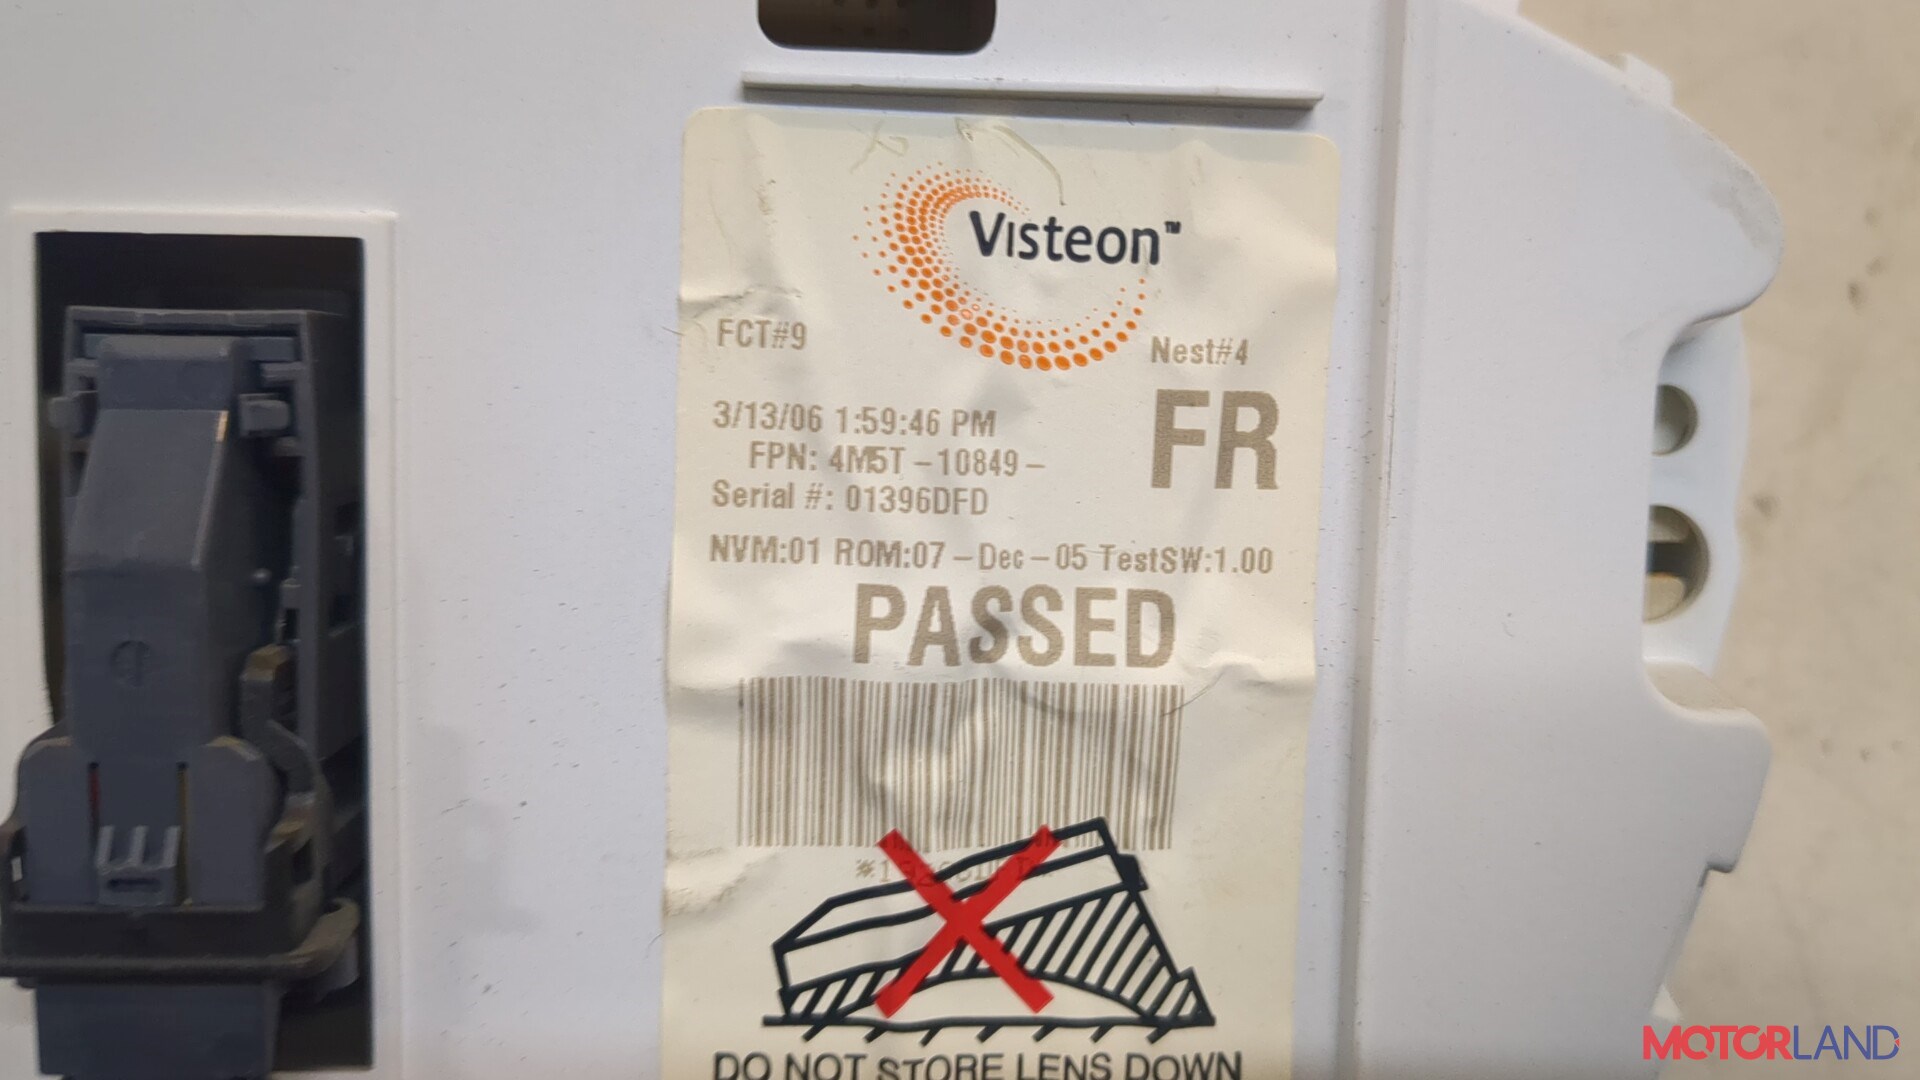 Visteon™
FCT#9
Nest#4
3/13/06 1:59:46 PM
FR
FPN: 4M5T-10849-
Serial #: 01396DFD
NVM:01 ROM:07-Dec-05 TestSW:1.00
PASSED
DO NOT STORE LENS DOWN
MOTORLAND